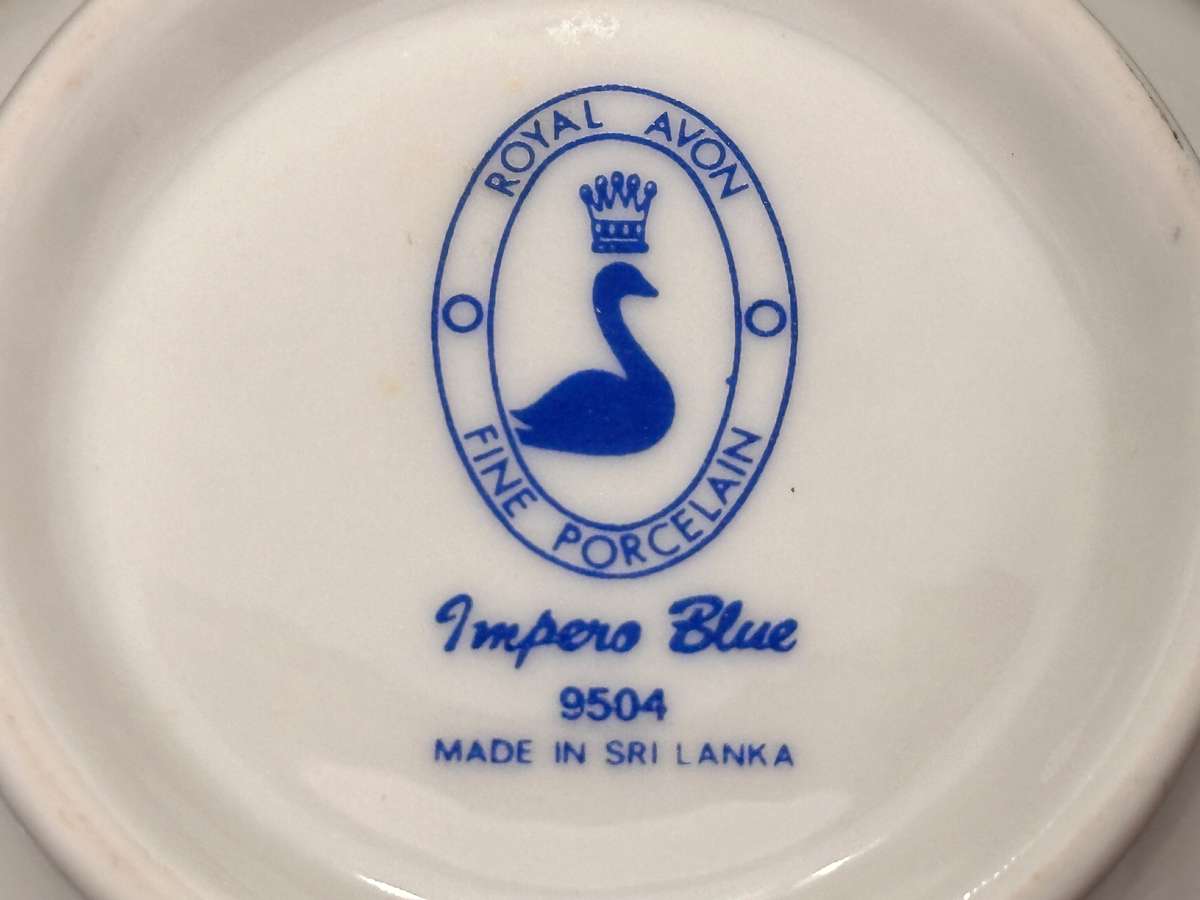 ROYAL AVON
O O
FINE PORCELAIN
Impero Blue
9504
MADE IN SRI LANKA